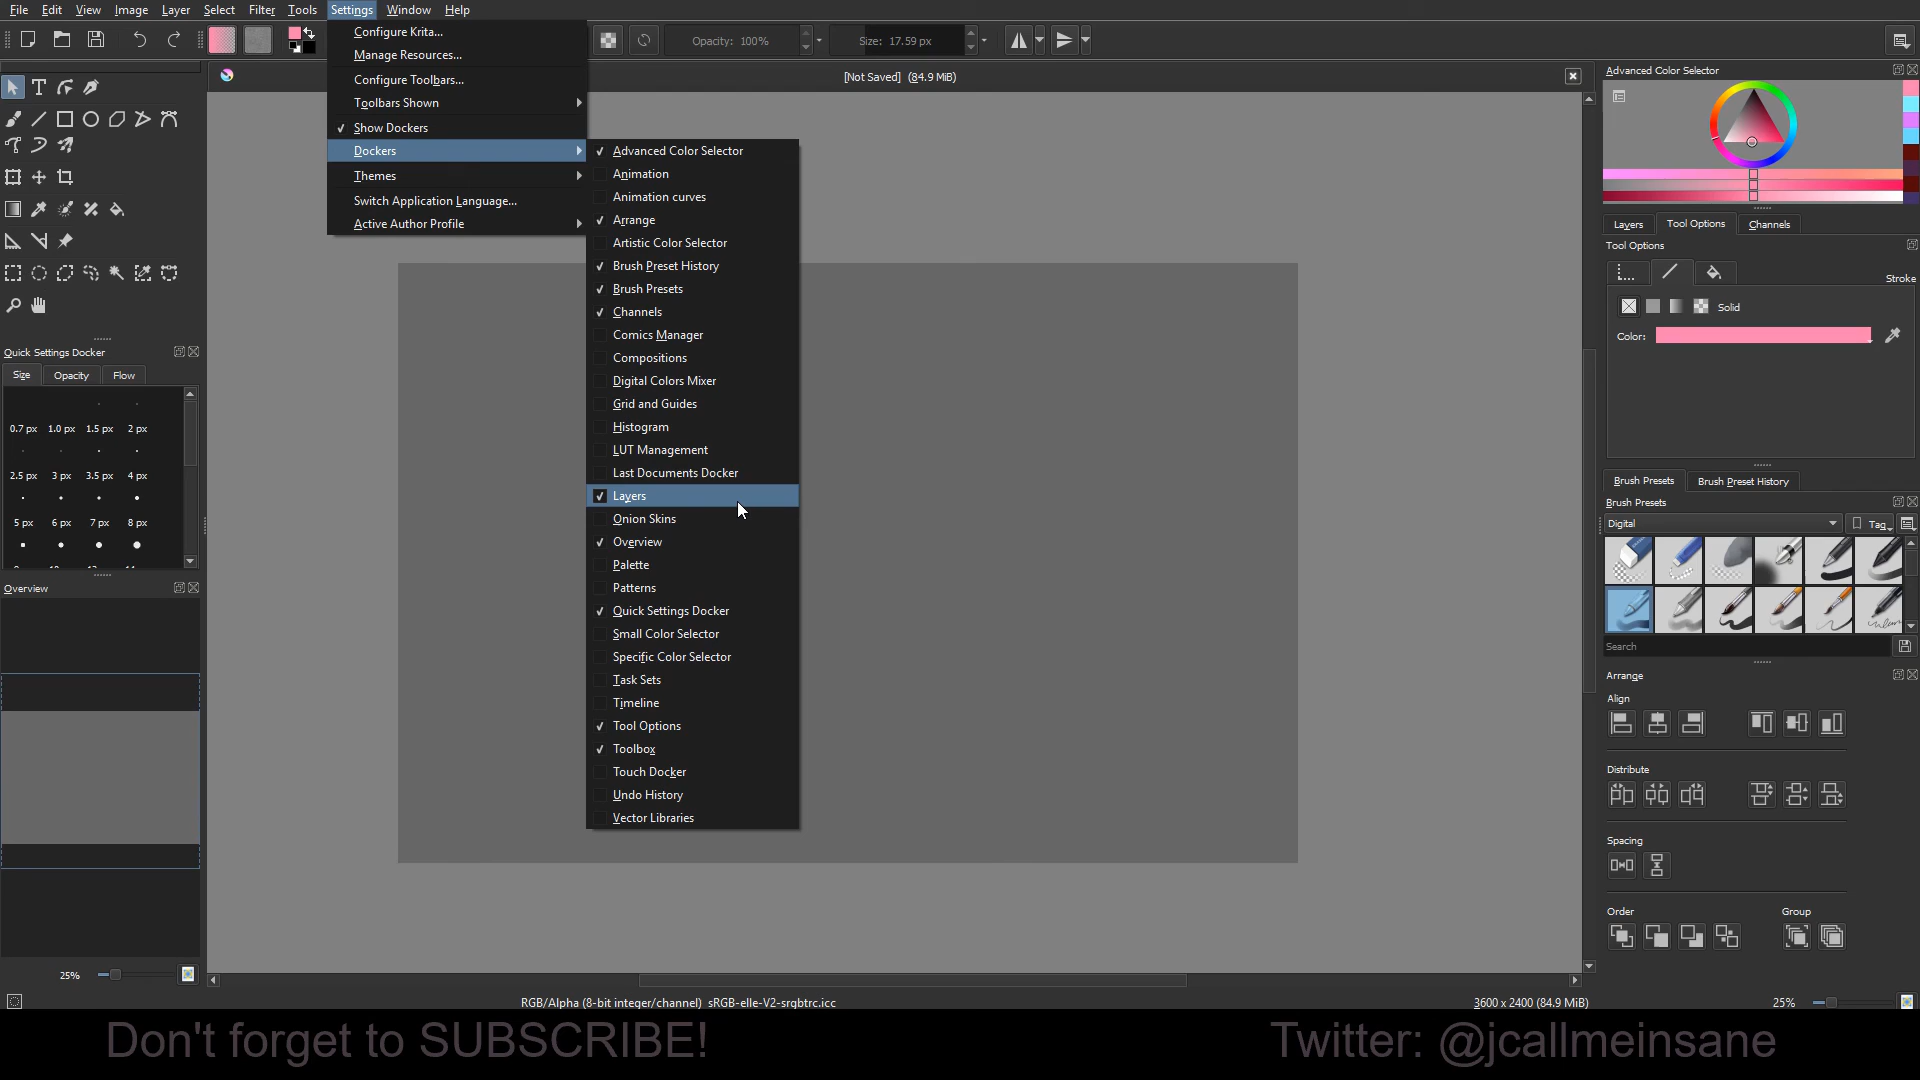 File Edit View Image Layer Select Filter Tools Settings Window Help
Opacity: 100%
Size: 17.59 px
[Not Saved] (84.9 MiB)
Configure Krita...
Manage Resources...
Configure Toolbars...
Toolbars Shown
Show Dockers
Dockers
Themes
Switch Application Language...
Active Author Profile
Advanced Color Selector
Animation
Animation curves
Arrange
Artistic Color Selector
Brush Preset History
Brush Presets
Channels
Comics Manager
Compositions
Digital Colors Mixer
Grid and Guides
Histogram
LUT Management
Last Documents Docker
Layers
Onion Skins
Overview
Palette
Patterns
Quick Settings Docker
Small Color Selector
Specific Color Selector
Task Sets
Timeline
Tool Options
Toolbox
Touch Docker
Undo History
Vector Libraries
Quick Settings Docker
Size Opacity Flow
0.7 px 1.0 px 1.5 px 2 px
2.5 px 3 px 3.5 px 4 px
5 px 6 px 7 px 8 px
Overview
25%
Advanced Color Selector
Layers Tool Options Channels
Tool Options
Stroke
Solid
Color:
Brush Presets Brush Preset History
Brush Presets
Digital
Tag
Search
Arrange
Align
Distribute
Spacing
Order Group
RGB/Alpha (8-bit integer/channel) sRGB-elle-V2-srgbtrc.icc
3600 x 2400 (84.9 MiB)
25%
Don't forget to SUBSCRIBE!
Twitter: @jcallmeinsane